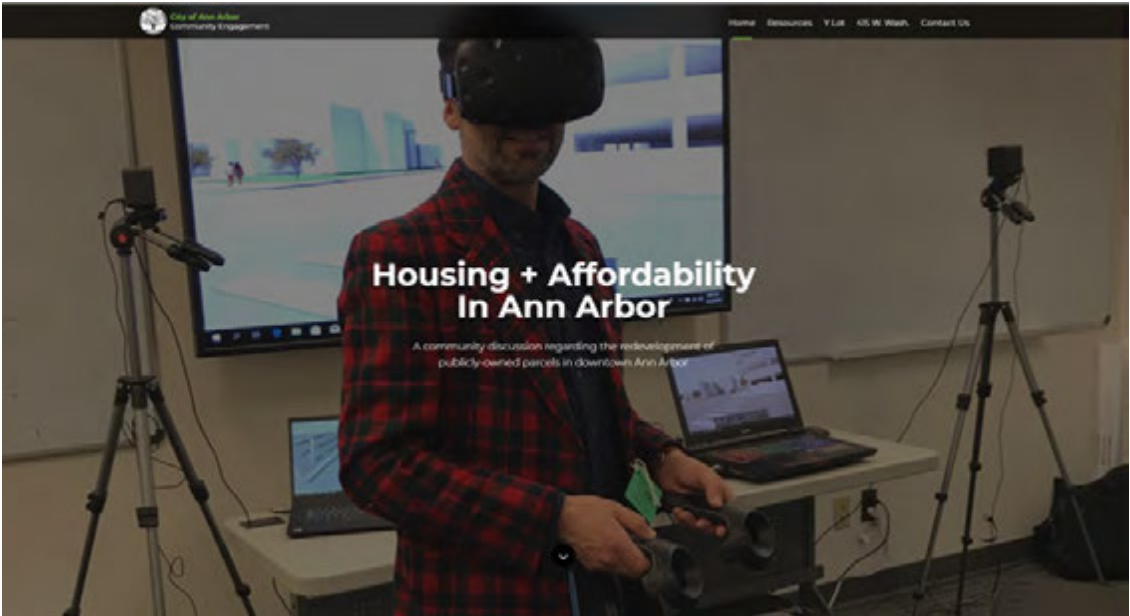 City of Ann Arbor
Community Engagement
Home Resources Y Lot 415 W. Wash. Contact Us
Housing + Affordability
In Ann Arbor
A community discussion regarding the redevelopment of
publicly-owned parcels in downtown Ann Arbor